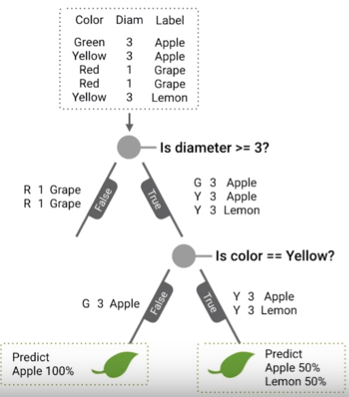 Color Diam Label
Green 3 Apple
Yellow 3 Apple
Red 1 Grape
Red 1 Grape
Yellow 3 Lemon
Is diameter >= 3?
R 1 Grape
R 1 Grape
False
True
G 3 Apple
Y 3 Apple
Y 3 Lemon
Is color == Yellow?
G 3 Apple
False
True
Y 3 Apple
Y 3 Lemon
Predict
Apple 100%
Predict
Apple 50%
Lemon 50%